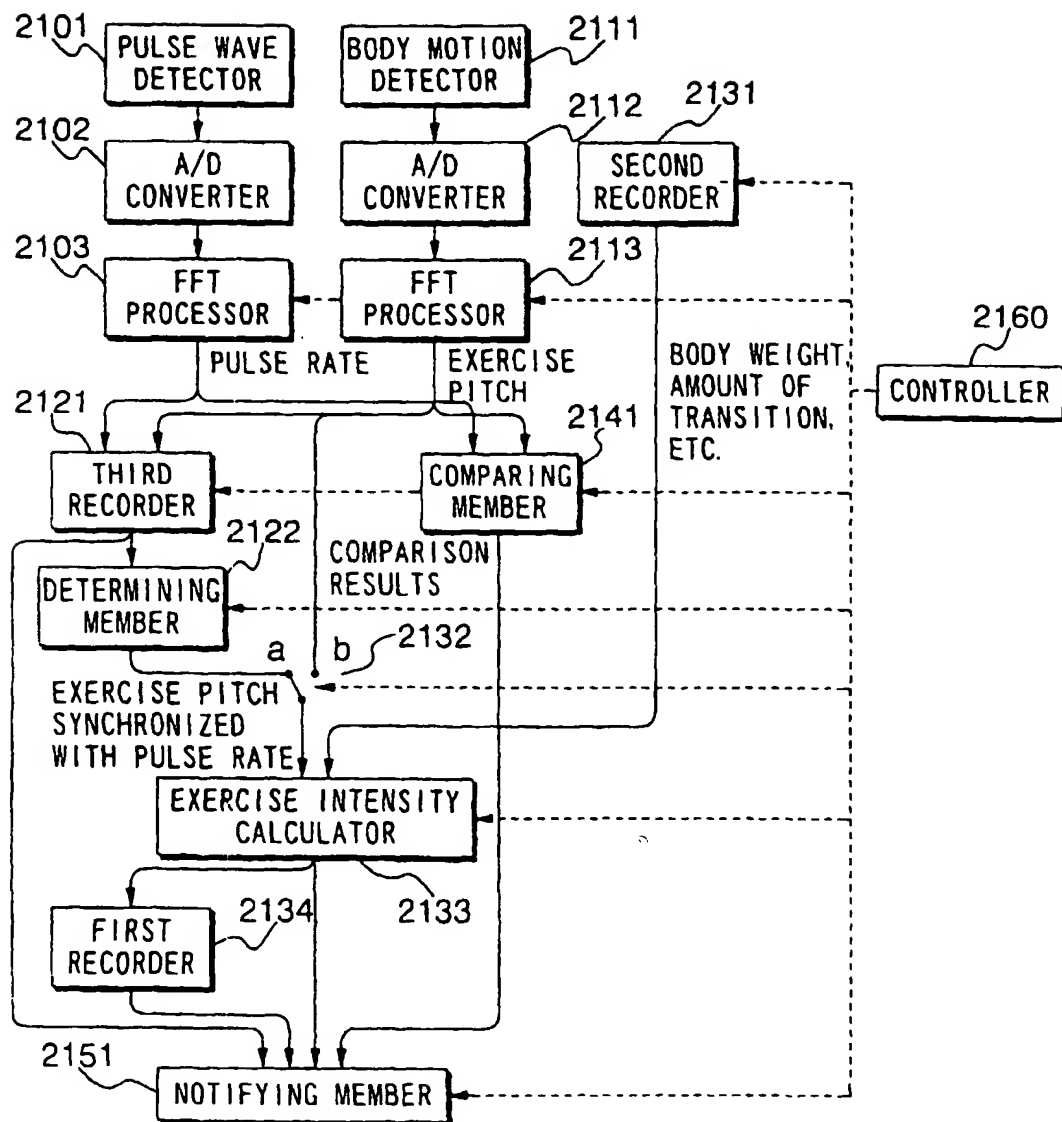 2101
PULSE WAVE
DETECTOR
BODY MOTION
DETECTOR
2111
2102
A/D
CONVERTER
A/D
CONVERTER
2112
2131
SECOND
RECORDER
2103
FFT
PROCESSOR
FFT
PROCESSOR
2113
PULSE RATE
EXERCISE
PITCH
BODY WEIGHT,
AMOUNT OF
TRANSITION,
ETC.
2160
CONTROLLER
2121
THIRD
RECORDER
2141
COMPARING
MEMBER
2122
DETERMINING
MEMBER
COMPARISON
RESULTS
a
b
2132
EXERCISE PITCH
SYNCHRONIZED
WITH PULSE RATE
EXERCISE INTENSITY
CALCULATOR
2133
2134
FIRST
RECORDER
2151
NOTIFYING MEMBER